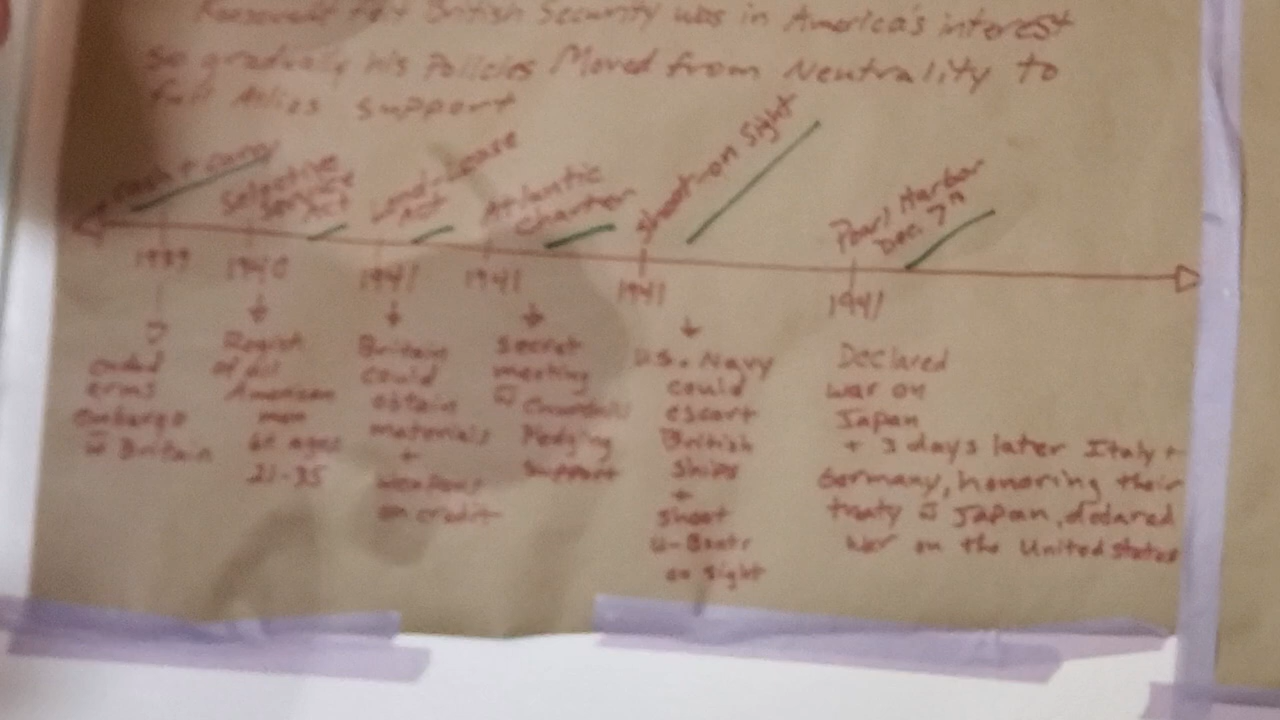 Roosevelt felt British Security was in America's interest
so gradually his Policies Moved from Neutrality to
full Allies support
cash + carry
Selective
Service
Act
Lend-Lease
Act
Atlantic
Charter
Shoot-on Sight
Pearl Harbor
Dec. 7th
1939
1940
1941
1941
1941
1941
ended
arms
embargo
w̄ Britain
Regist.
of all
American
men
ages
21-35
Britain
could
obtain
materials
+
weapons
on credit
secret
meeting
w̄ Churchill
Pledging
support
U.S. Navy
could
escort
British
ships
+
shoot
U-Boats
on sight
Declared
war on
Japan
+ 3 days later Italy +
Germany, honoring their
treaty w̄ Japan, declared
war on the United States